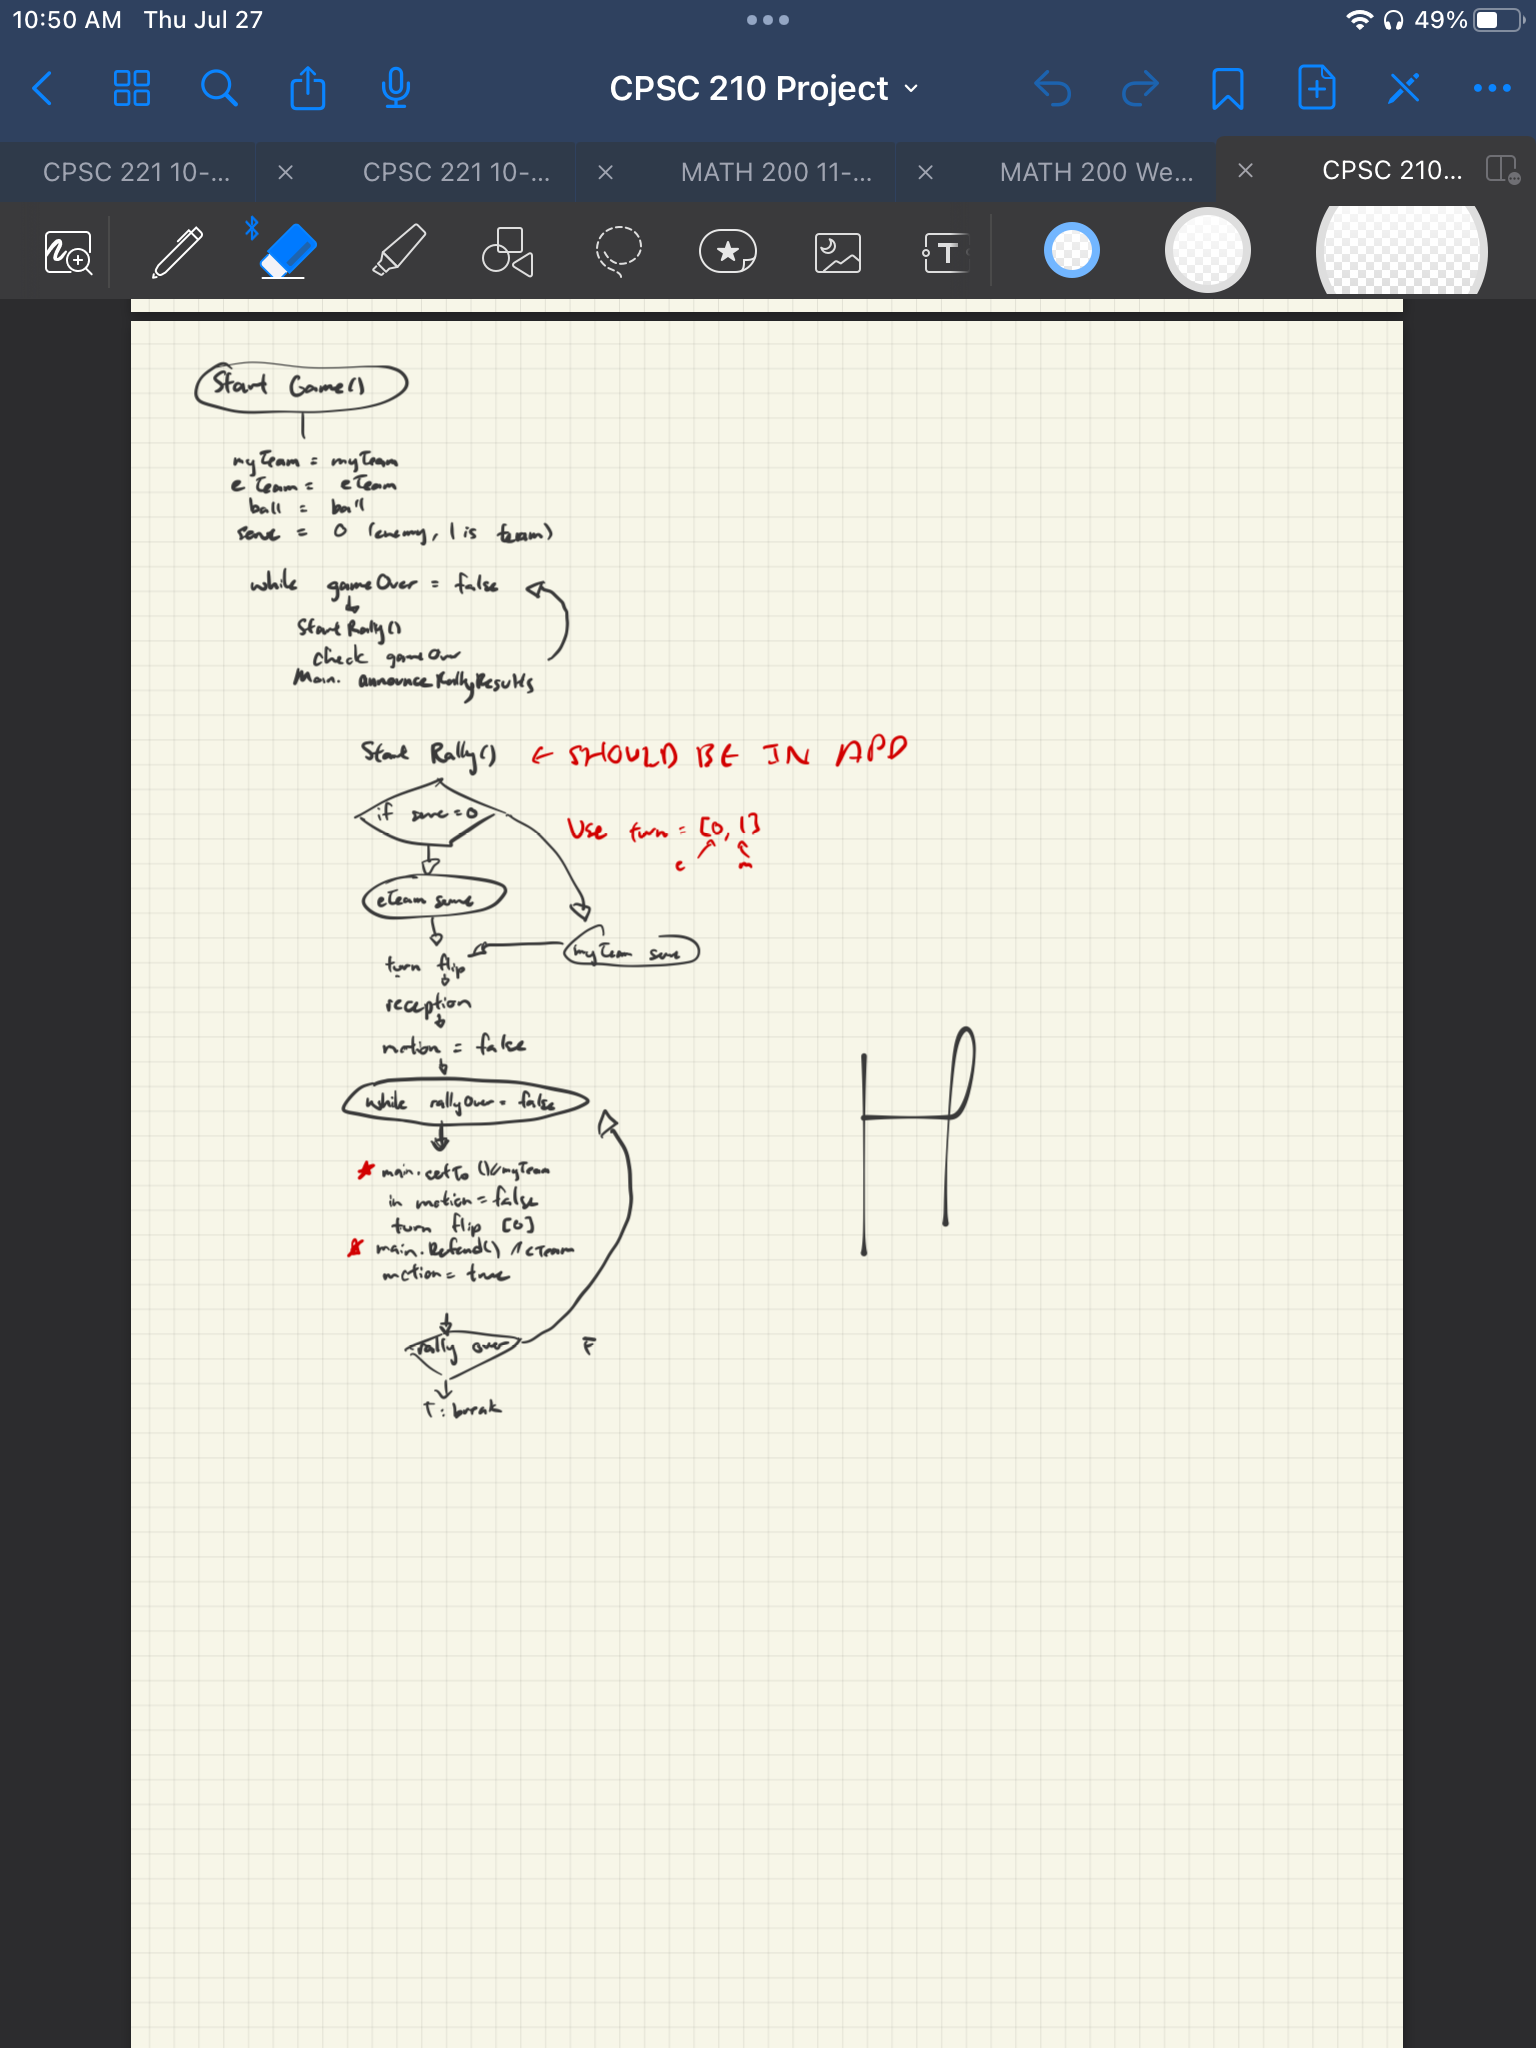 10:50 AM Thu Jul 27
49%
CPSC 210 Project
CPSC 221 10-...
CPSC 221 10-...
MATH 200 11-...
MATH 200 We...
CPSC 210...
T
Start Game()
myTeam = myTeam
eTeam = eTeam
ball = ball
serve = 0 (enemy, 1 is team)
while gameOver = false
StartRally()
check gameOver
Main. announceRallyResults
Start Rally() ← SHOULD BE IN APP
if serve = 0
Use turn = [0, 1]
e m
eTeam serve
myTeam serve
turn flip
reception
motion = false
while rallyOver = false
main.setTo () myTeam
in motion = false
turn flip [0]
main.Defend() eTeam
motion = true
rally over
F
T: break
H